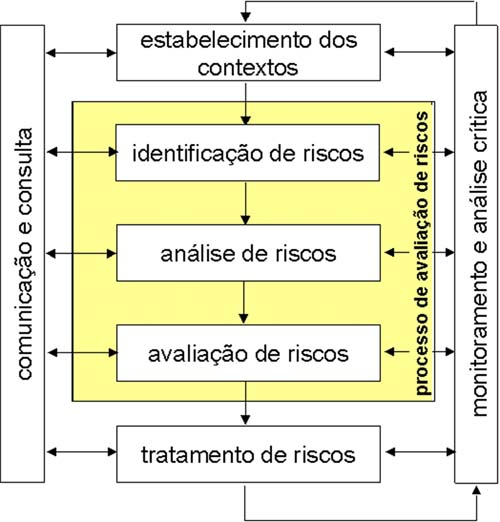 estabelecimento dos
contextos
comunicação e consulta
identificação de riscos
análise de riscos
avaliação de riscos
processo de avaliação de riscos
monitoramento e análise crítica
tratamento de riscos